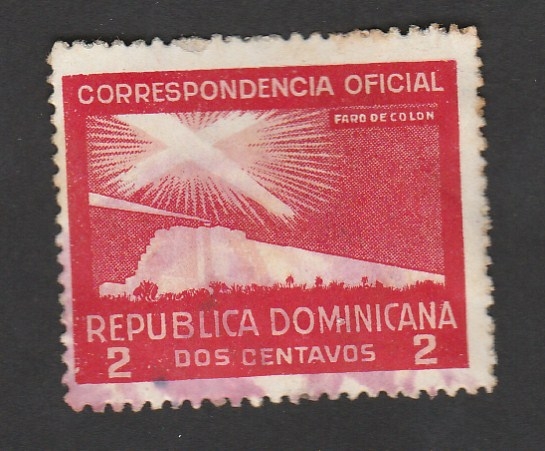 CORRESPONDENCIA OFICIAL
FARO DE COLON
REPUBLICA DOMINICANA
2 DOS CENTAVOS 2